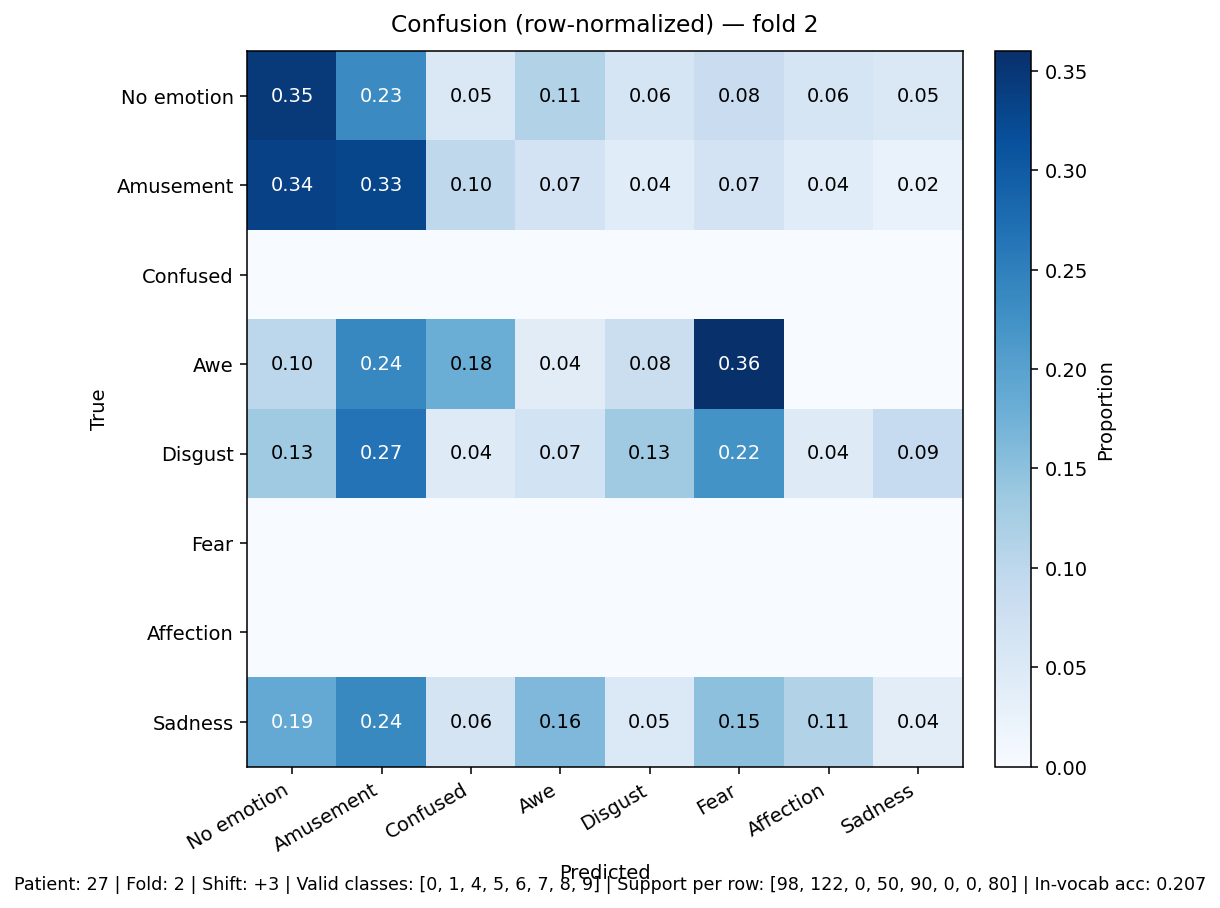 Confusion (row-normalized) — fold 2
No emotion 0.35 0.23 0.05 0.11 0.06 0.08 0.06 0.05
Amusement 0.34 0.33 0.10 0.07 0.04 0.07 0.04 0.02
Confused
Awe 0.10 0.24 0.18 0.04 0.08 0.36
Disgust 0.13 0.27 0.04 0.07 0.13 0.22 0.04 0.09
Fear
Affection
Sadness 0.19 0.24 0.06 0.16 0.05 0.15 0.11 0.04
True
No emotion Amusement Confused Awe Disgust Fear Affection Sadness
Predicted
0.35
0.30
0.25
0.20
0.15
0.10
0.05
0.00
Proportion
Patient: 27 | Fold: 2 | Shift: +3 | Valid classes: [0, 1, 4, 5, 6, 7, 8, 9] | Support per row: [98, 122, 0, 50, 90, 0, 0, 80] | In-vocab acc: 0.207